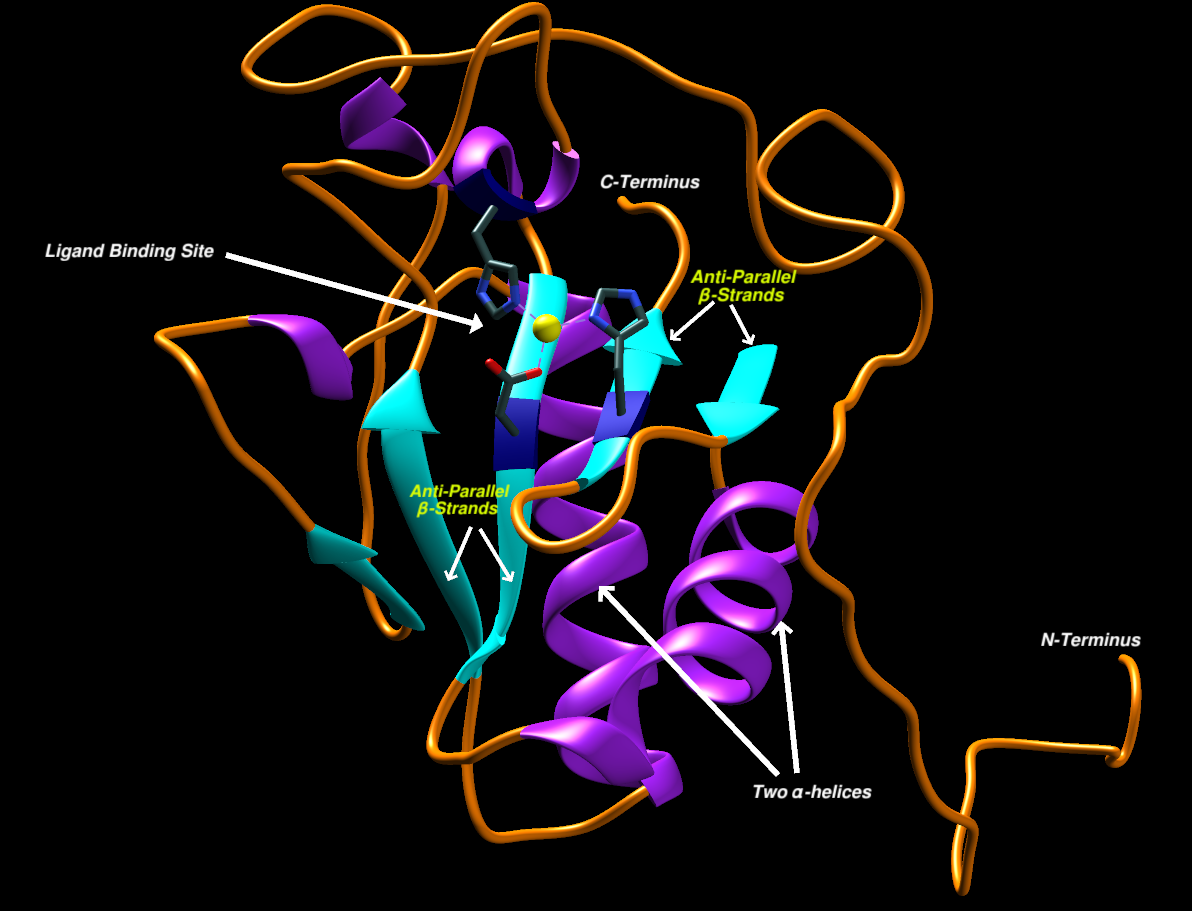 C-Terminus
Ligand Binding Site
Anti-Parallel
β-Strands
Anti-Parallel
β-Strands
N-Terminus
Two α-helices